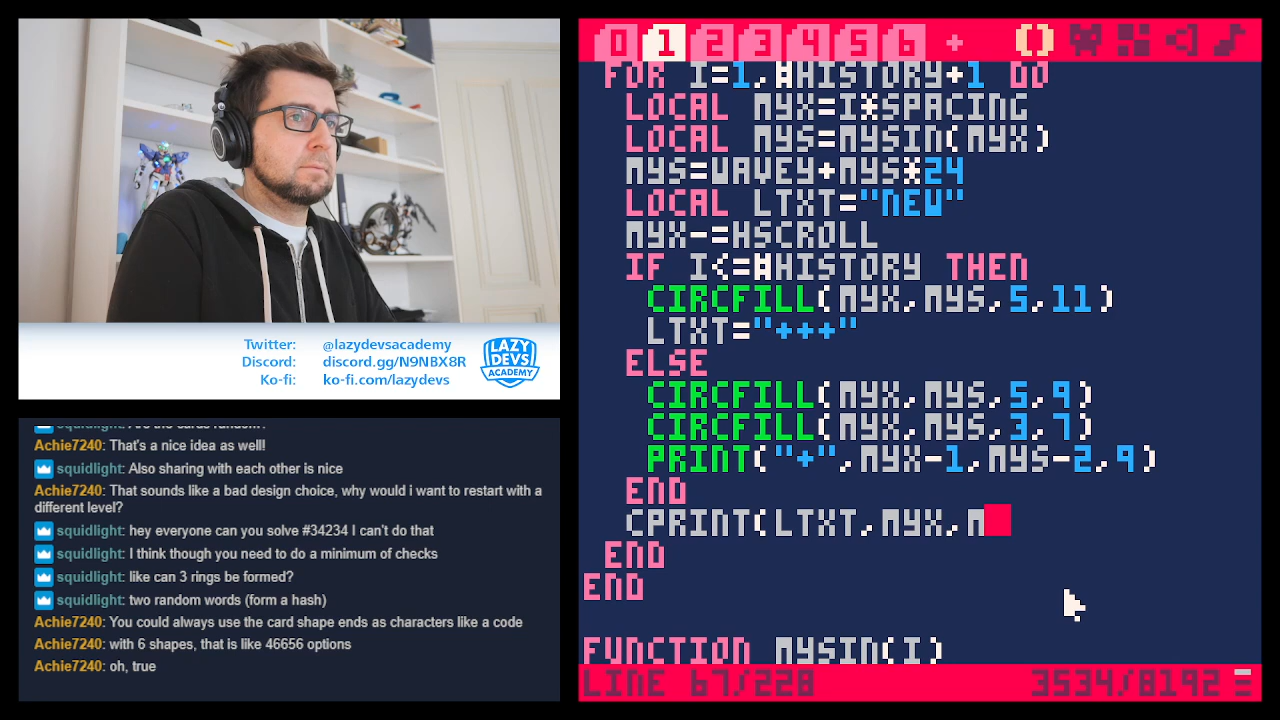 Twitter: @lazydevsacademy
Discord: discord.gg/N9NBX8R
Ko-fi: ko-fi.com/lazydevs
LAZY
DEVS
ACADEMY
Achie7240: That's a nice idea as well!
squidlight: Also sharing with each other is nice
Achie7240: That sounds like a bad design choice, why would i want to restart with a
different level?
squidlight: hey everyone can you solve #34234 I can't do that
squidlight: I think though you need to do a minimum of checks
squidlight: like can 3 rings be formed?
squidlight: two random words (form a hash)
Achie7240: You could always use the card shape ends as characters like a code
Achie7240: with 6 shapes, that is like 46656 options
Achie7240: oh, true
0 1 2 3 4 5 6 + ()
FOR I=1,#HISTORY+1 DO
LOCAL MYX=I*SPACING
LOCAL MYS=MYSIN(MYX)
MYS=WAVEY+MYS*24
LOCAL LTXT="NEW"
MYX-=HSCROLL
IF I<=#HISTORY THEN
CIRCFILL(MYX,MYS,5,11)
LTXT="+++"
ELSE
CIRCFILL(MYX,MYS,5,9)
CIRCFILL(MYX,MYS,3,7)
PRINT("+",MYX-1,MYS-2,9)
END
CPRINT(LTXT,MYX,M
END
END
FUNCTION MYSIN(I)
LINE 67/228 3534/8192